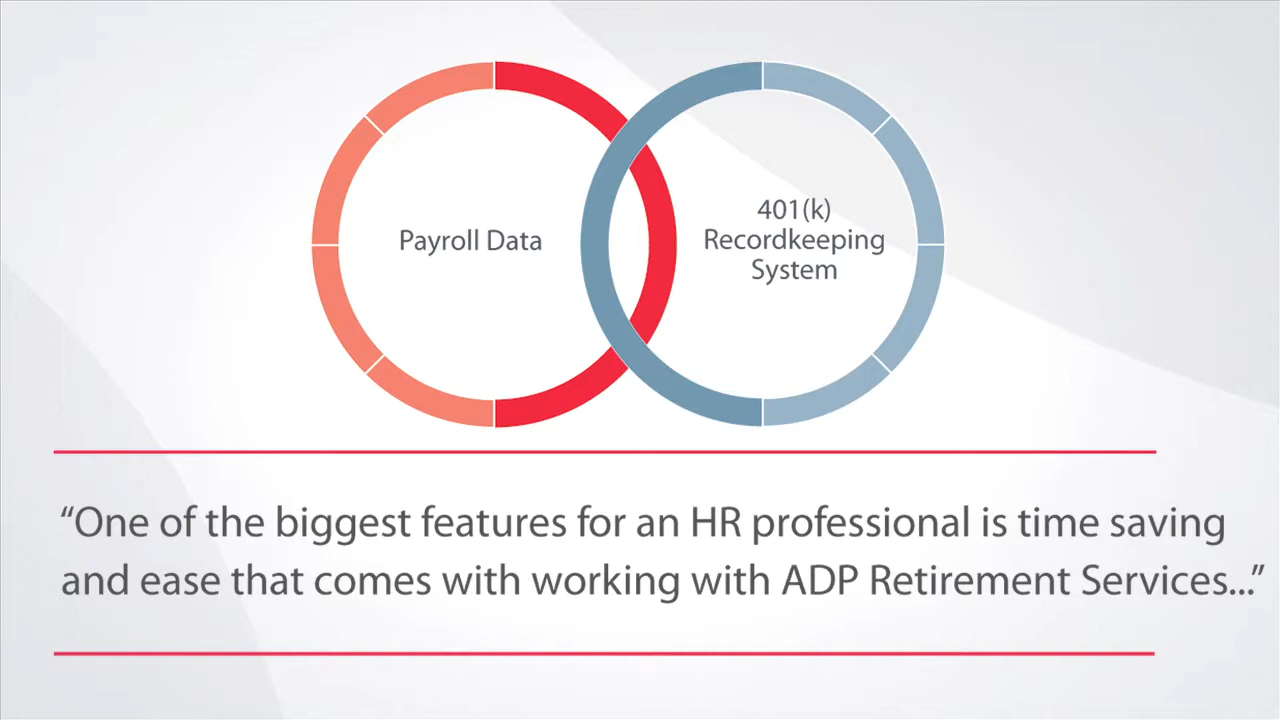 Payroll Data
401(k)
Recordkeeping
System
“One of the biggest features for an HR professional is time saving
and ease that comes with working with ADP Retirement Services...”